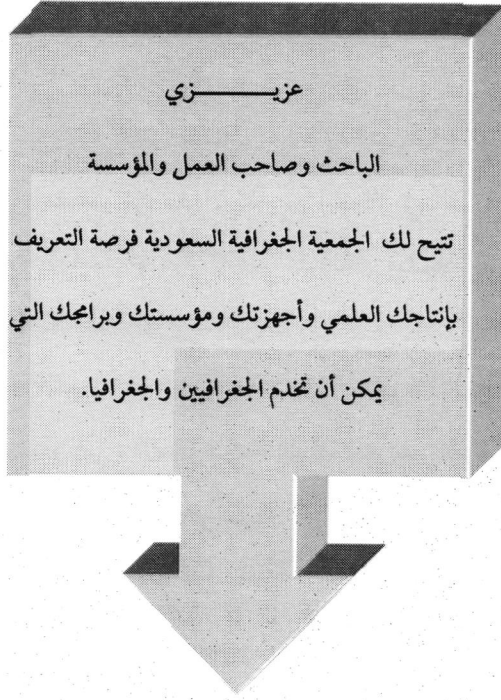 عزيـــــــــزي
الباحث وصاحب العمل والمؤسسة
تتيح لك الجمعية الجغرافية السعودية فرصة التعريف
بإنتاجك العلمي وأجهزتك ومؤسستك وبرامجك التي
يمكن أن تخدم الجغرافيين والجغرافيا.